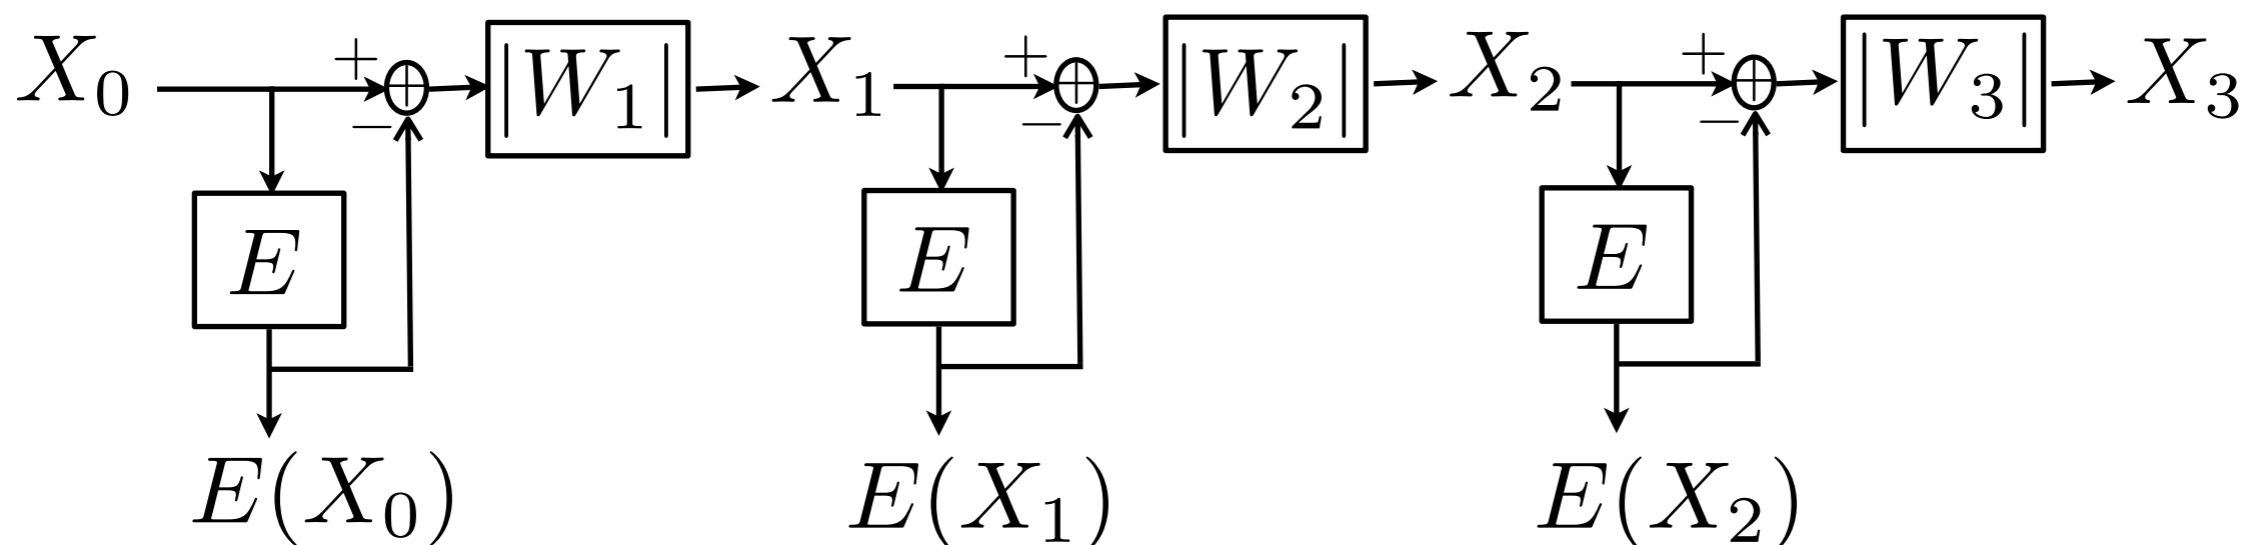 X₀ + − |W₁| X₁ + − |W₂| X₂ + − |W₃| X₃
E E E
E(X₀) E(X₁) E(X₂)